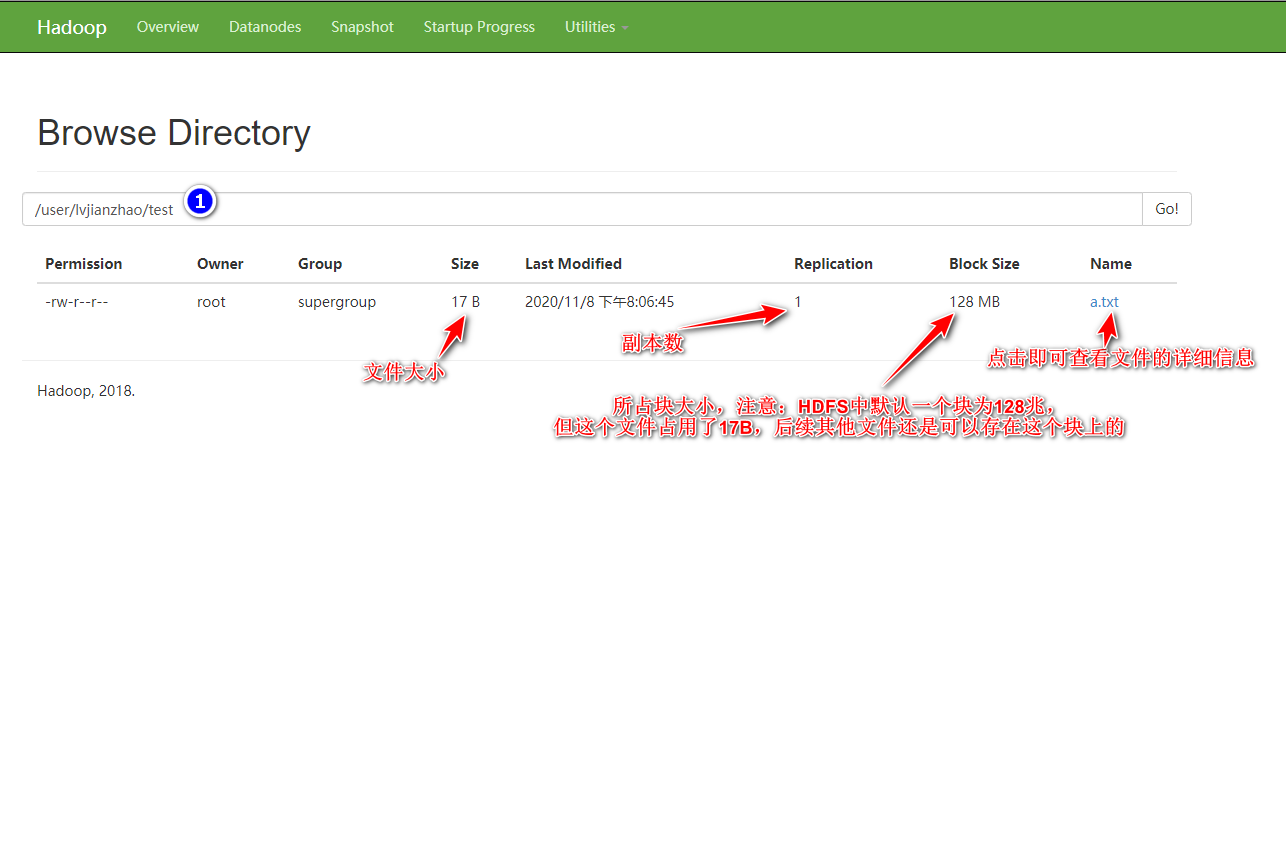 Hadoop Overview Datanodes Snapshot Startup Progress Utilities
Browse Directory
/user/lvjianzhao/test 1 Go!
Permission Owner Group Size Last Modified Replication Block Size Name
-rw-r--r-- root supergroup 17 B 2020/11/8 下午8:06:45 1 128 MB a.txt
副本数
点击即可查看文件的详细信息
文件大小
Hadoop, 2018.
所占块大小，注意：HDFS中默认一个块为128兆，
但这个文件占用了17B，后续其他文件还是可以存在这个块上的